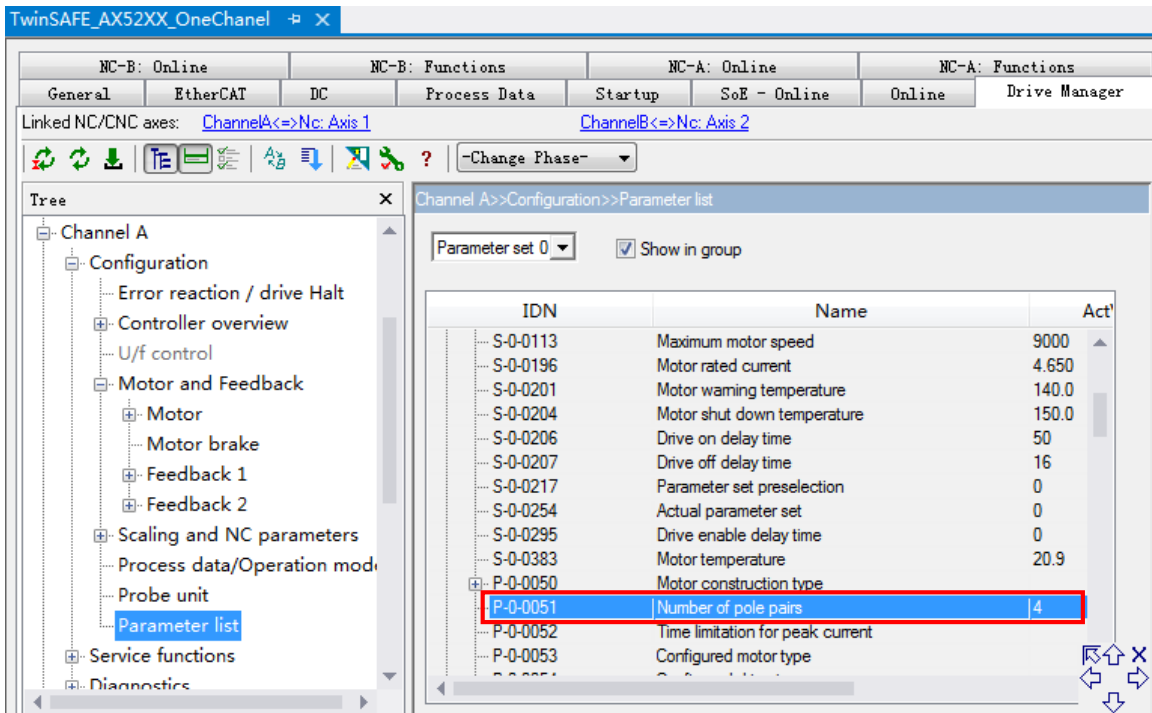 TwinSAFE_AX52XX_OneChanel
NC-B: Online NC-B: Functions NC-A: Online NC-A: Functions
General EtherCAT DC Process Data Startup SoE - Online Online Drive Manager
Linked NC/CNC axes: ChannelA<=>Nc: Axis 1 ChannelB<=>Nc: Axis 2
? -Change Phase-
Tree
Channel A
Configuration
Error reaction / drive Halt
Controller overview
U/f control
Motor and Feedback
Motor
Motor brake
Feedback 1
Feedback 2
Scaling and NC parameters
Process data/Operation mod
Probe unit
Parameter list
Service functions
Diagnostics
Channel A>>Configuration>>Parameter list
Parameter set 0 Show in group
IDN Name Act
S-0-0113 Maximum motor speed 9000
S-0-0196 Motor rated current 4.650
S-0-0201 Motor warning temperature 140.0
S-0-0204 Motor shut down temperature 150.0
S-0-0206 Drive on delay time 50
S-0-0207 Drive off delay time 16
S-0-0217 Parameter set preselection 0
S-0-0254 Actual parameter set 0
S-0-0295 Drive enable delay time 0
S-0-0383 Motor temperature 20.9
P-0-0050 Motor construction type
P-0-0051 Number of pole pairs 4
P-0-0052 Time limitation for peak current
P-0-0053 Configured motor type